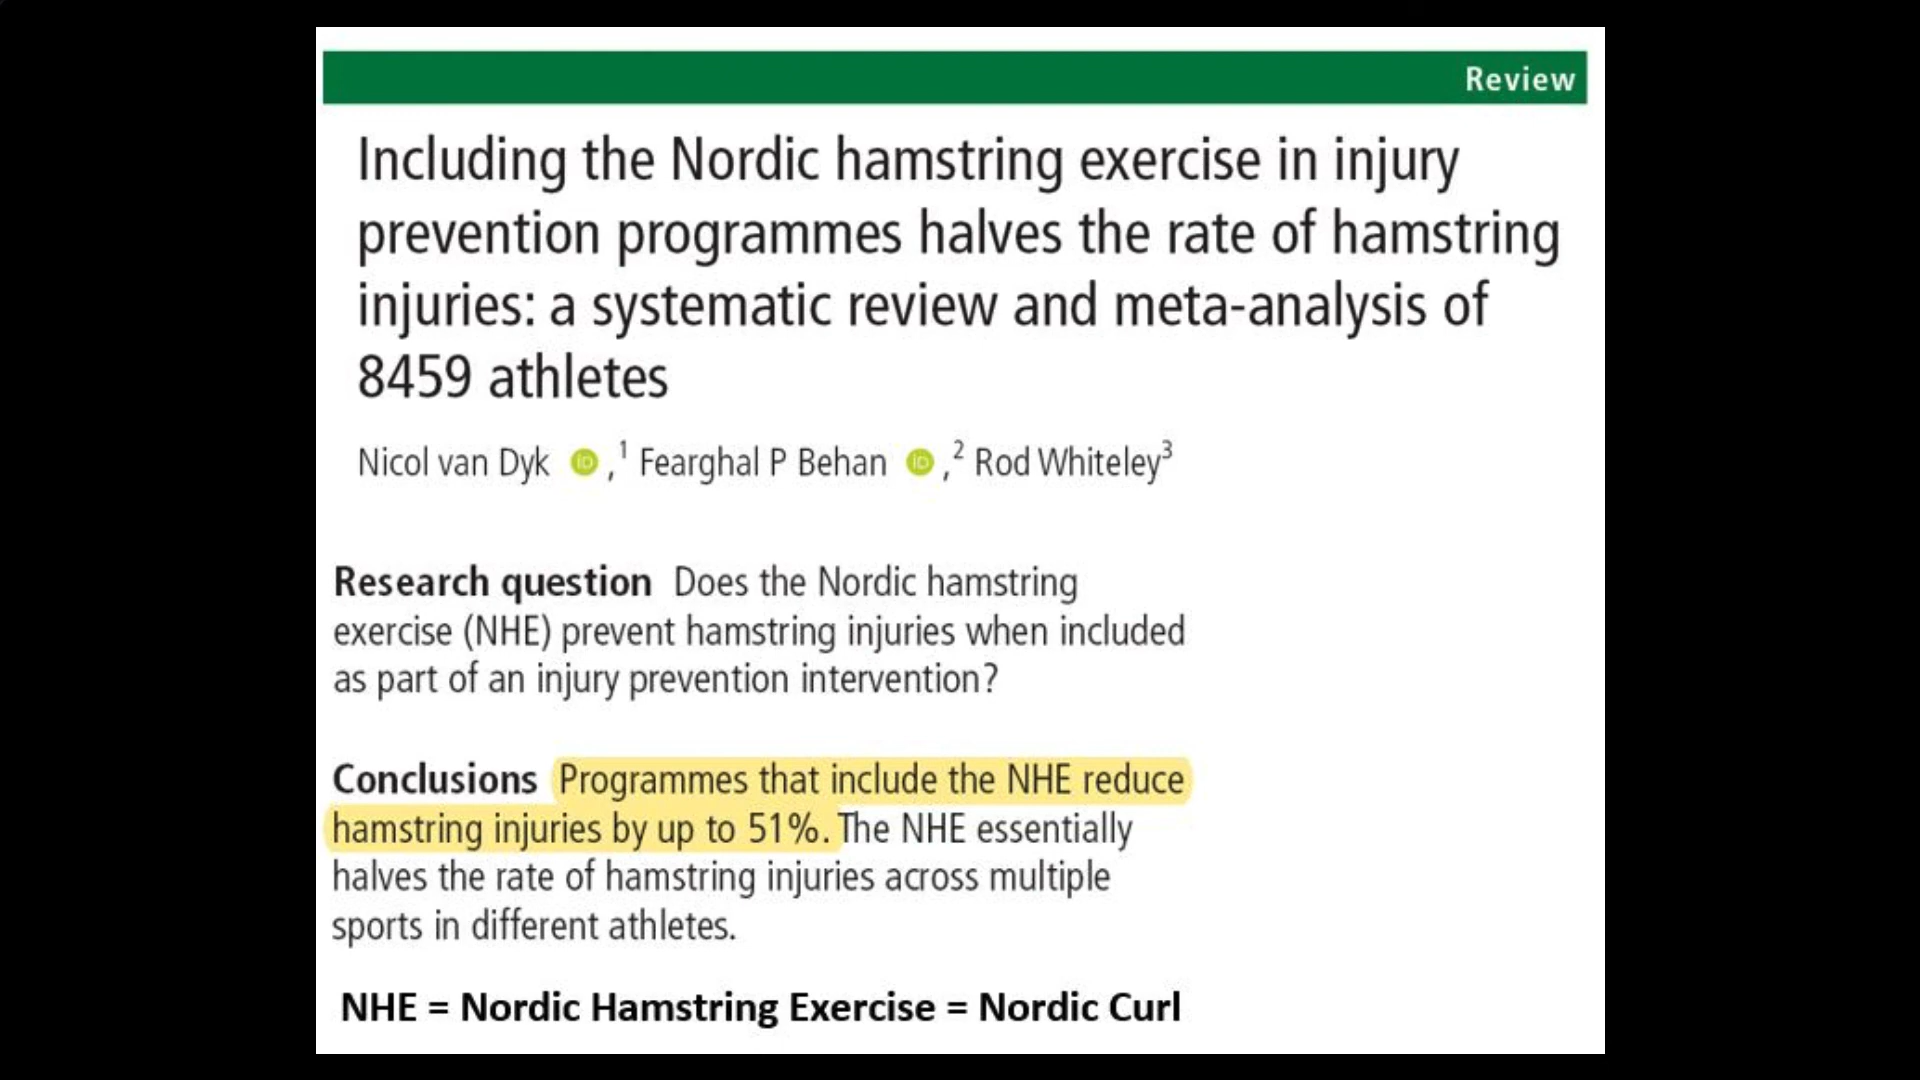 Review
Including the Nordic hamstring exercise in injury
prevention programmes halves the rate of hamstring
injuries: a systematic review and meta-analysis of
8459 athletes
Nicol van Dyk iD ,1 Fearghal P Behan iD ,2 Rod Whiteley3
Research question Does the Nordic hamstring
exercise (NHE) prevent hamstring injuries when included
as part of an injury prevention intervention?
Conclusions Programmes that include the NHE reduce
hamstring injuries by up to 51%. The NHE essentially
halves the rate of hamstring injuries across multiple
sports in different athletes.
NHE = Nordic Hamstring Exercise = Nordic Curl